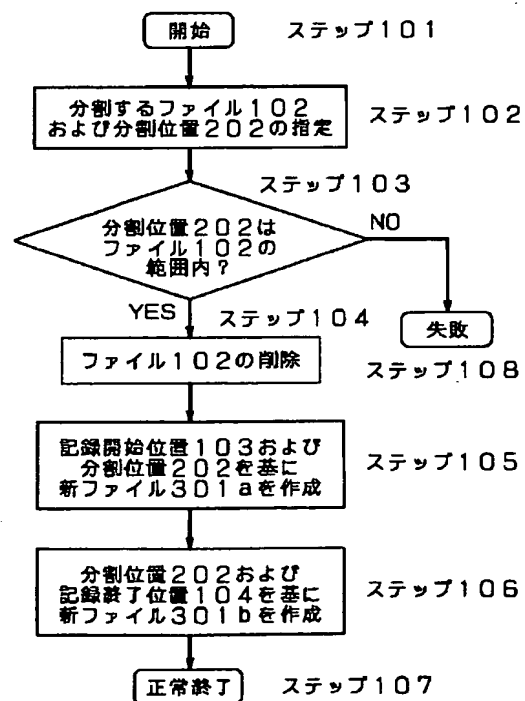 開始
ステップ101
分割するファイル102
および分割位置202の指定
ステップ102
ステップ103
分割位置202は
ファイル102の
範囲内?
NO
YES
ステップ104
失敗
ステップ108
ファイル102の削除
記録開始位置103および
分割位置202を基に
新ファイル301aを作成
ステップ105
分割位置202および
記録終了位置104を基に
新ファイル301bを作成
ステップ106
正常終了
ステップ107